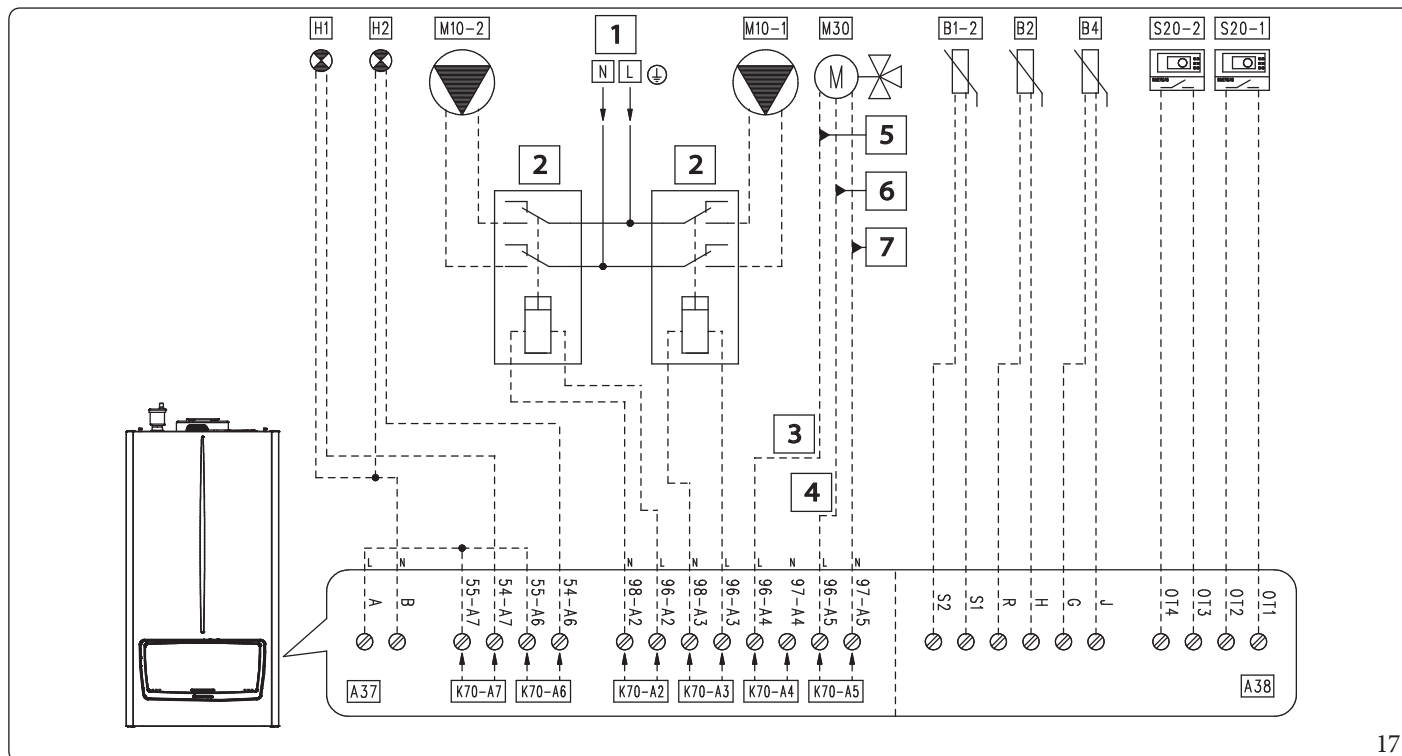 H1 H2 M10-2 1 M10-1 M30 B1-2 B2 B4 S20-2 S20-1
N L
M
5
2 2
6
7
3
4
L N N L N L L N L N
A B 55-A7 54-A7 55-A6 54-A6 98-A2 96-A2 98-A3 96-A3 96-A4 97-A4 96-A5 97-A5 S2 S1 R H G J OT4 OT3 OT2 OT1
A37 K70-A7 K70-A6 K70-A2 K70-A3 K70-A4 K70-A5 A38
17